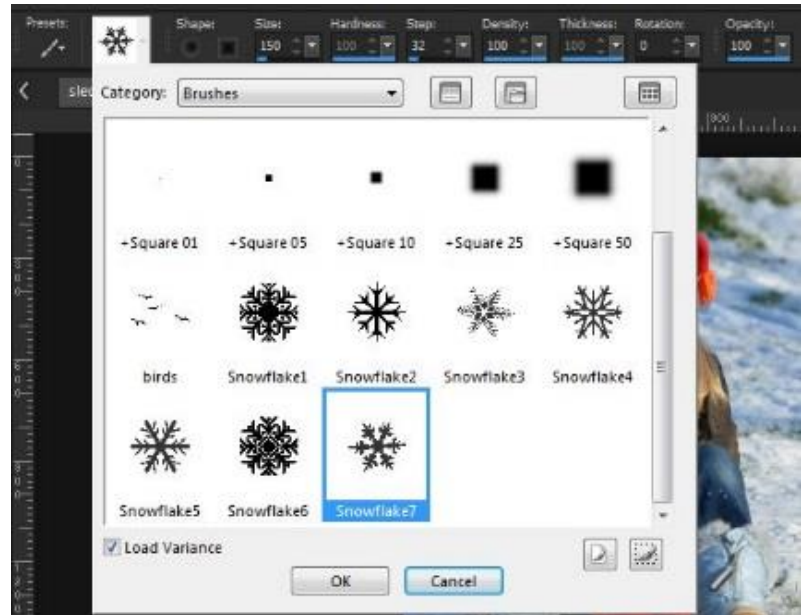 Presets: Shape: Size: Hardness: Step: Density: Thickness: Rotation: Opacity:
150 100 32 100 100 0 100
Category: Brushes
+Square 01 +Square 05 +Square 10 +Square 25 +Square 50
birds Snowflake1 Snowflake2 Snowflake3 Snowflake4
Snowflake5 Snowflake6 Snowflake7
Load Variance
OK Cancel